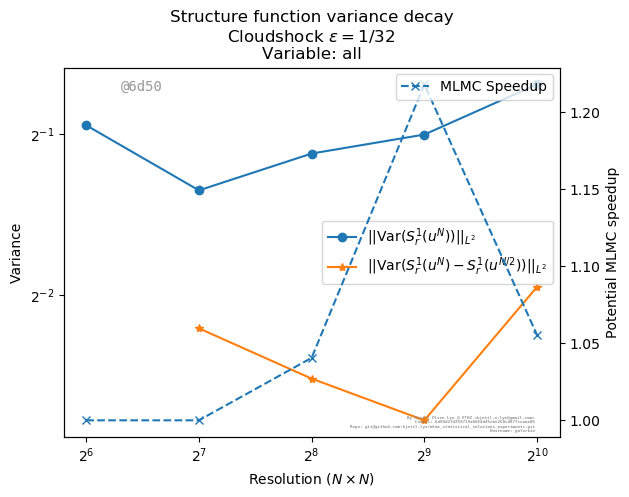 Structure function variance decay
Cloudshock ε = 1/32
Variable: all
@6d50
MLMC Speedup
||Var(S_r^1(u^N))||_{L^2}
||Var(S_r^1(u^N) − S_r^1(u^{N/2}))||_{L^2}
Variance
2^{-1}
2^{-2}
Potential MLMC speedup
1.20
1.15
1.10
1.05
1.00
2^6
2^7
2^8
2^9
2^{10}
Resolution (N × N)